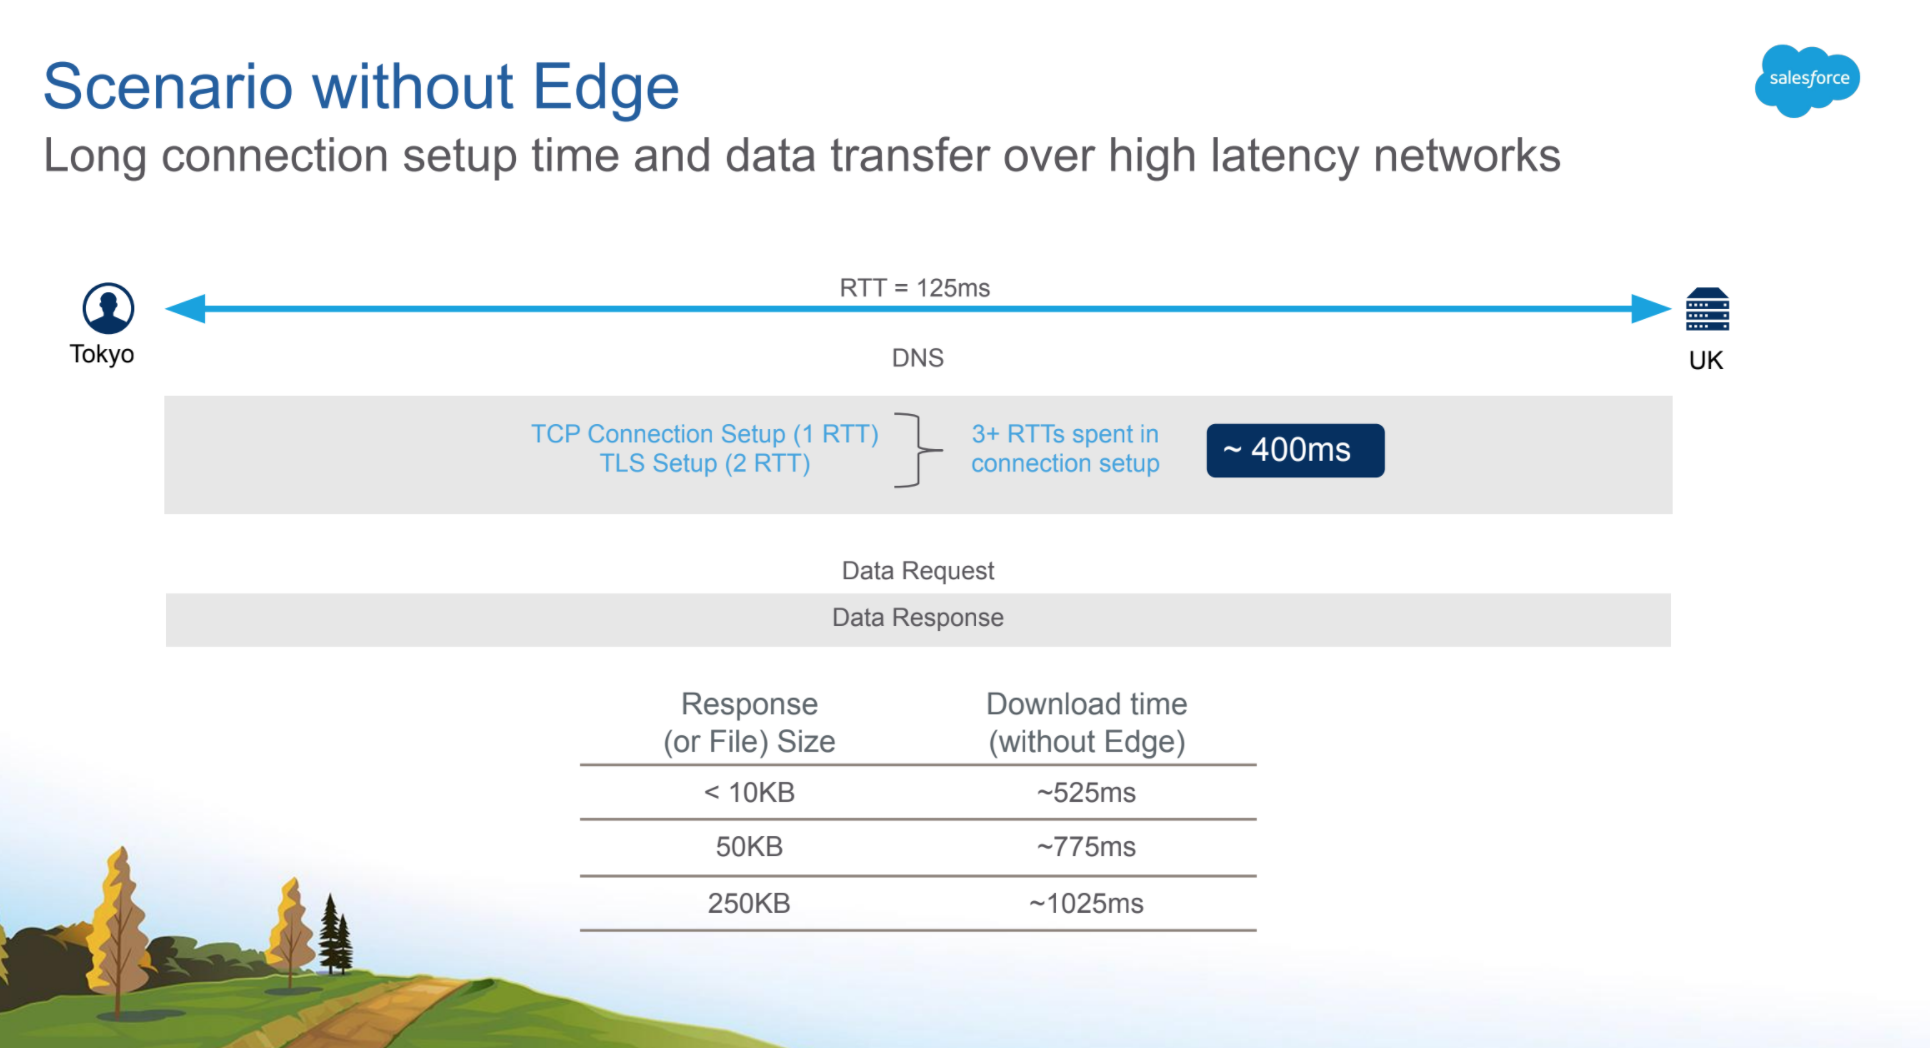 Scenario without Edge
salesforce
Long connection setup time and data transfer over high latency networks
RTT = 125ms
Tokyo
DNS
UK
TCP Connection Setup (1 RTT)
TLS Setup (2 RTT)
3+ RTTs spent in
connection setup
~ 400ms
Data Request
Data Response
Response
(or File) Size
Download time
(without Edge)
< 10KB
~525ms
50KB
~775ms
250KB
~1025ms